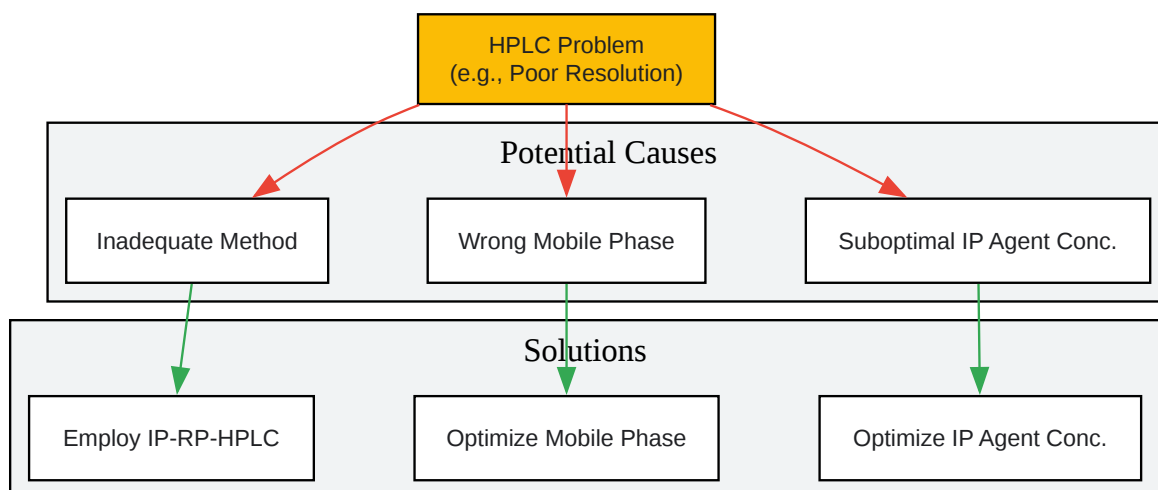 HPLC Problem
(e.g., Poor Resolution)
Potential Causes
Inadequate Method
Wrong Mobile Phase
Suboptimal IP Agent Conc.
Solutions
Employ IP-RP-HPLC
Optimize Mobile Phase
Optimize IP Agent Conc.